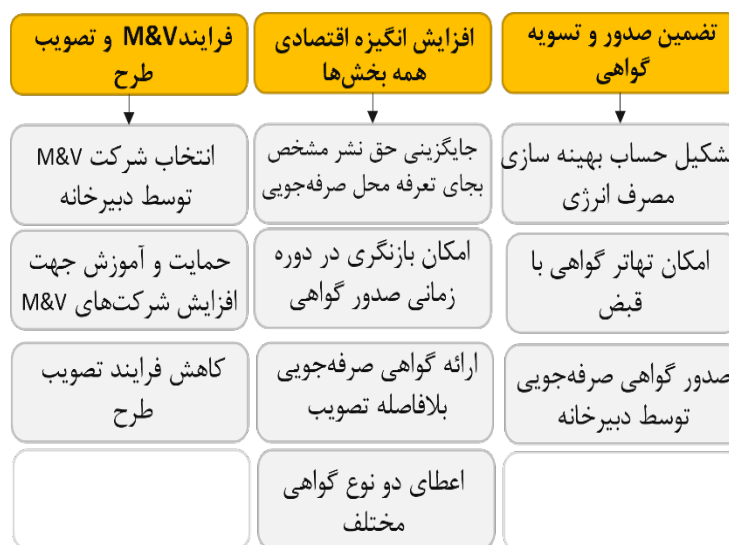 تضمین صدور و تسویه
گواهی
تشکیل حساب بهینه سازی
مصرف انرژی
امکان تهاتر گواهی با
قبض
صدور گواهی صرفه‌جویی
توسط دبیرخانه
افزایش انگیزه اقتصادی
همه بخش‌ها
جایگزینی حق نشر مشخص
بجای تعرفه محل صرفه‌جویی
امکان بازنگری در دوره
زمانی صدور گواهی
ارائه گواهی صرفه‌جویی
بلافاصله تصویب
اعطای دو نوع گواهی
مختلف
فرایندM&V و تصویب
طرح
انتخاب شرکت M&V
توسط دبیرخانه
حمایت و آموزش جهت
افزایش شرکت‌های M&V
کاهش فرایند تصویب
طرح